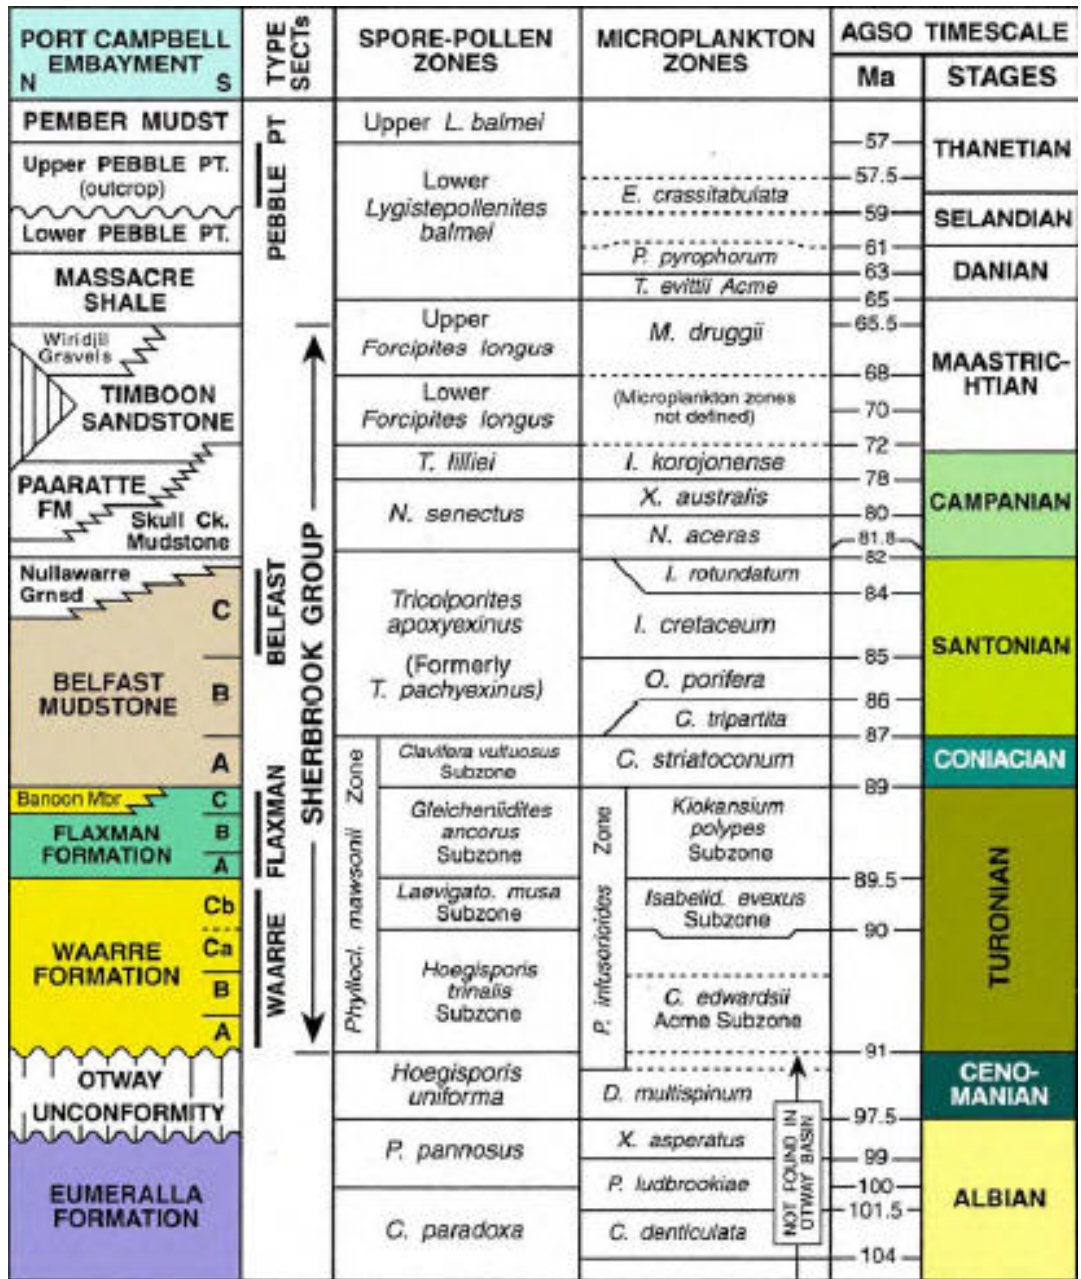 PORT CAMPBELL
EMBAYMENT
N S
TYPE
SECTs
SPORE-POLLEN
ZONES
MICROPLANKTON
ZONES
AGSO TIMESCALE
Ma
STAGES
PEMBER MUDST
Upper PEBBLE PT.
(outcrop)
Lower PEBBLE PT.
MASSACRE
SHALE
Wiridjil
Gravels
TIMBOON
SANDSTONE
PAARATTE
FM
Skull Ck.
Mudstone
Nullawarre
Grnsd
C
BELFAST
MUDSTONE
B
A
Banoon Mbr
C
FLAXMAN
FORMATION
B
A
Cb
WAARRE
FORMATION
Ca
B
A
OTWAY
UNCONFORMITY
EUMERALLA
FORMATION
PEBBLE PT
BELFAST
FLAXMAN
WAARRE
SHERBROOK GROUP
Upper L. balmei
Lower
Lygistepollenites
balmei
Upper
Forcipites longus
Lower
Forcipites longus
T. lilliei
N. senectus
Tricolporites
apoxyexinus
(Formerly
T. pachyexinus)
Phyllocl. mawsonii Zone
Clavifera vultuosus
Subzone
Gleicheniidites
ancorus
Subzone
Laevigato. musa
Subzone
Hoegisporis
trinalis
Subzone
Hoegisporis
uniforma
P. pannosus
C. paradoxa
E. crassitabulata
P. pyrophorum
T. evittii Acme
M. druggii
(Microplankton zones
not defined)
I. korojonense
X. australis
N. aceras
I. rotundatum
I. cretaceum
O. porifera
C. tripartita
C. striatoconum
P. infusorioides Zone
Kiokansium
polypes
Subzone
Isabelid. evexus
Subzone
C. edwardsii
Acme Subzone
D. multispinum
X. asperatus
P. ludbrookiae
C. denticulata
NOT FOUND IN
OTWAY BASIN
57
57.5
59
61
63
65
65.5
68
70
72
78
80
81.8
82
84
85
86
87
89
89.5
90
91
97.5
99
100
101.5
104
THANETIAN
SELANDIAN
DANIAN
MAASTRIC-
HTIAN
CAMPANIAN
SANTONIAN
CONIACIAN
TURONIAN
CENO-
MANIAN
ALBIAN